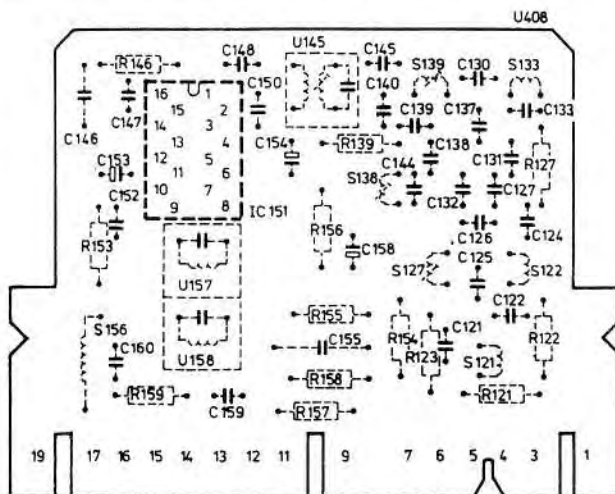 U408
C148
U145
C145
S139
C130
S133
R146
C150
C140
C147
16
1
15
2
C139
C137
C133
C146
14
3
13
4
C154
R139
C138
C131
R127
C153
12
5
C144
11
6
S138
C127
C152
10
7
C132
9
8
IC151
R153
R156
C126
C124
C158
C125
S127
S122
U157
C122
R155
S156
C121
R154
R123
R122
C160
C155
U158
S121
R158
R159
C159
R121
R157
19
17
16
15
14
13
12
11
9
7
6
5
4
3
1